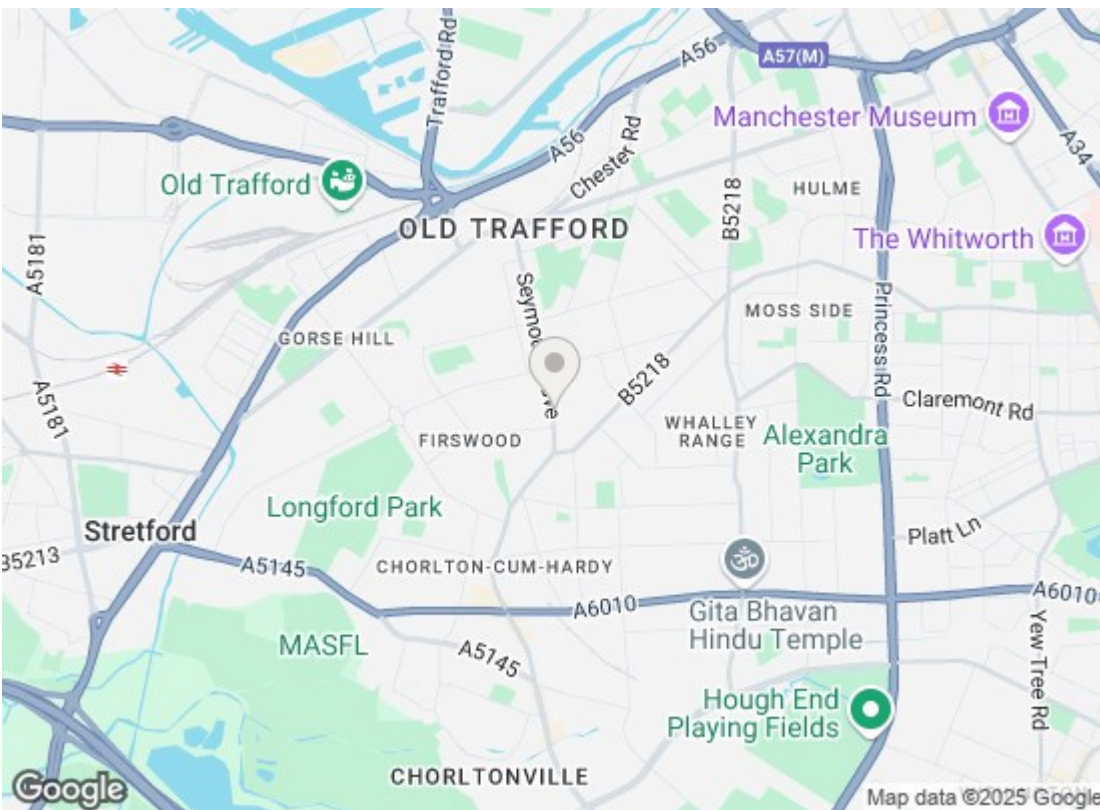 Trafford Rd
A56
A57(M)
Manchester Museum
A56
Chester Rd
A34
Old Trafford
HULME
B5218
OLD TRAFFORD
The Whitworth
A5181
Seymou
ve
MOSS SIDE
Princess Rd
GORSE HILL
B5218
A5181
Claremont Rd
FIRSWOOD
WHALLEY
RANGE
Alexandra
Park
Longford Park
Stretford
Platt Ln
B5213
A5145
CHORLTON-CUM-HARDY
A6010
A6010
Gita Bhavan
Hindu Temple
MASFL
A5145
Yew Tree Rd
Hough End
Playing Fields
CHORLTONVILLE
Google
Map data ©2025 Google